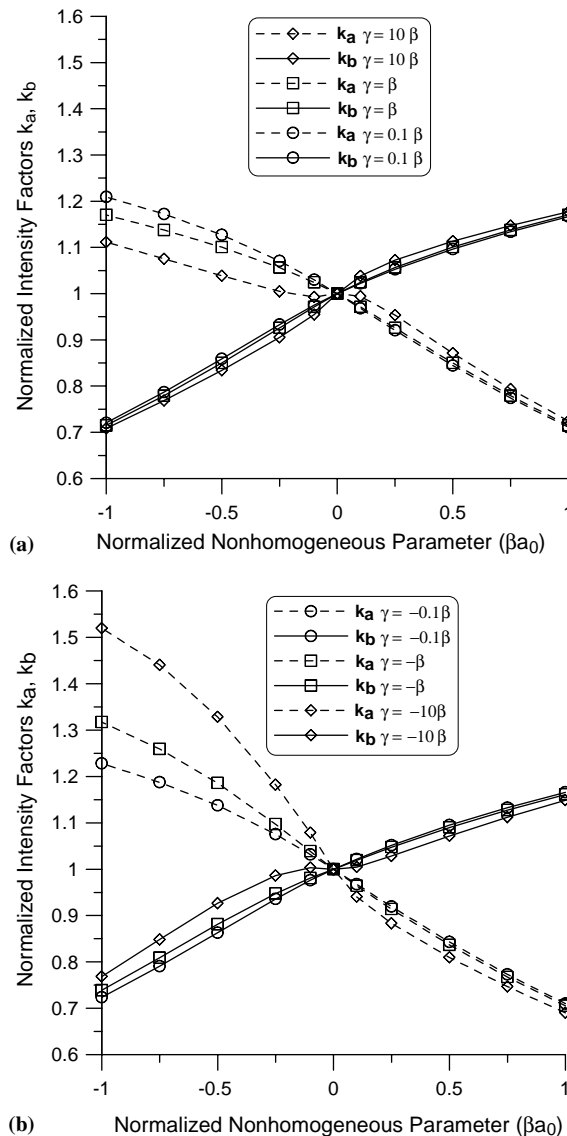 1.6
1.5
1.4
1.3
1.2
1.1
1
0.9
0.8
0.7
0.6
Normalized Intensity Factors ka, kb
ka γ = 10 β
kb γ = 10 β
ka γ = β
kb γ = β
ka γ = 0.1 β
kb γ = 0.1 β
-1 -0.5 0 0.5 1
(a) Normalized Nonhomogeneous Parameter (βa0)
1.6
1.5
1.4
1.3
1.2
1.1
1
0.9
0.8
0.7
0.6
Normalized Intensity Factors ka, kb
ka γ = −0.1β
kb γ = −0.1β
ka γ = −β
kb γ = −β
ka γ = −10β
kb γ = −10 β
-1 -0.5 0 0.5 1
(b) Normalized Nonhomogeneous Parameter (βa0)